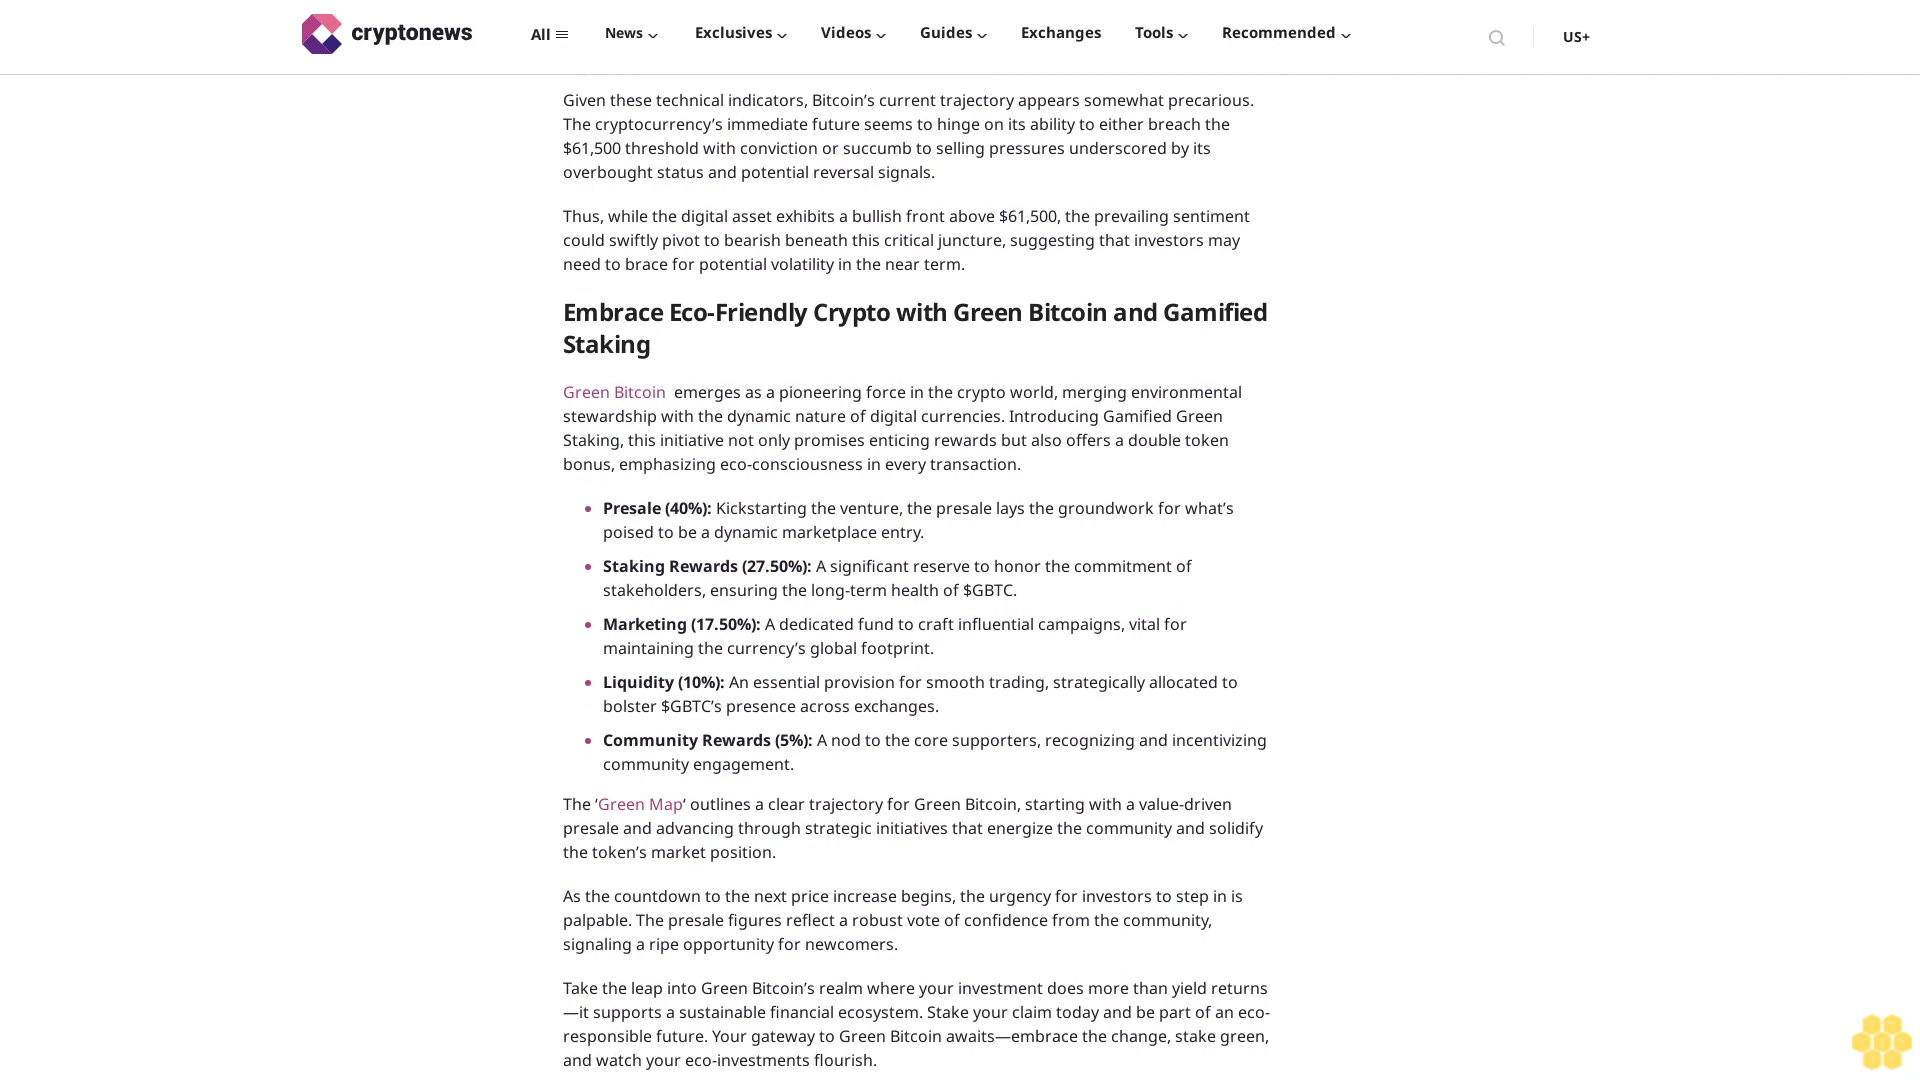 cryptonews
All
News
Exclusives
Videos
Guides
Exchanges
Tools
Recommended
US+
Given these technical indicators, Bitcoin’s current trajectory appears somewhat precarious.
The cryptocurrency’s immediate future seems to hinge on its ability to either breach the
$61,500 threshold with conviction or succumb to selling pressures underscored by its
overbought status and potential reversal signals.
Thus, while the digital asset exhibits a bullish front above $61,500, the prevailing sentiment
could swiftly pivot to bearish beneath this critical juncture, suggesting that investors may
need to brace for potential volatility in the near term.
Embrace Eco-Friendly Crypto with Green Bitcoin and Gamified
Staking
Green Bitcoin emerges as a pioneering force in the crypto world, merging environmental
stewardship with the dynamic nature of digital currencies. Introducing Gamified Green
Staking, this initiative not only promises enticing rewards but also offers a double token
bonus, emphasizing eco-consciousness in every transaction.
Presale (40%): Kickstarting the venture, the presale lays the groundwork for what’s
poised to be a dynamic marketplace entry.
Staking Rewards (27.50%): A significant reserve to honor the commitment of
stakeholders, ensuring the long-term health of $GBTC.
Marketing (17.50%): A dedicated fund to craft influential campaigns, vital for
maintaining the currency’s global footprint.
Liquidity (10%): An essential provision for smooth trading, strategically allocated to
bolster $GBTC’s presence across exchanges.
Community Rewards (5%): A nod to the core supporters, recognizing and incentivizing
community engagement.
The ‘Green Map‘ outlines a clear trajectory for Green Bitcoin, starting with a value-driven
presale and advancing through strategic initiatives that energize the community and solidify
the token’s market position.
As the countdown to the next price increase begins, the urgency for investors to step in is
palpable. The presale figures reflect a robust vote of confidence from the community,
signaling a ripe opportunity for newcomers.
Take the leap into Green Bitcoin’s realm where your investment does more than yield returns
—it supports a sustainable financial ecosystem. Stake your claim today and be part of an eco-
responsible future. Your gateway to Green Bitcoin awaits—embrace the change, stake green,
and watch your eco-investments flourish.